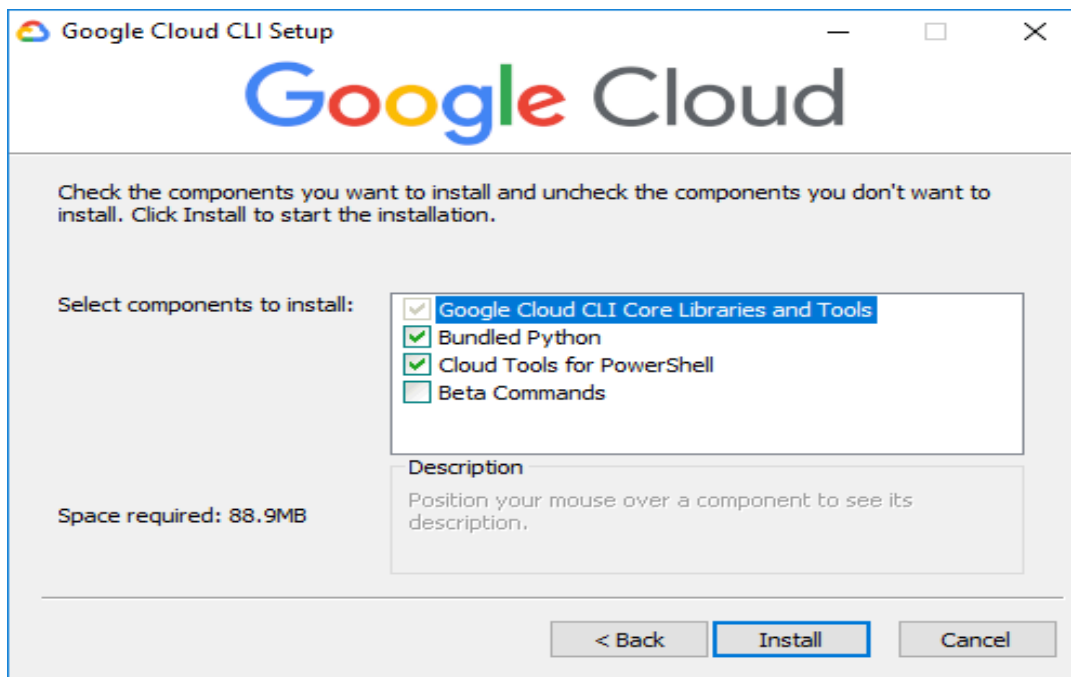 Google Cloud CLI Setup
Google Cloud
Check the components you want to install and uncheck the components you don't want to
install. Click Install to start the installation.
Select components to install:
Google Cloud CLI Core Libraries and Tools
Bundled Python
Cloud Tools for PowerShell
Beta Commands
Description
Position your mouse over a component to see its
description.
Space required: 88.9MB
< Back
Install
Cancel